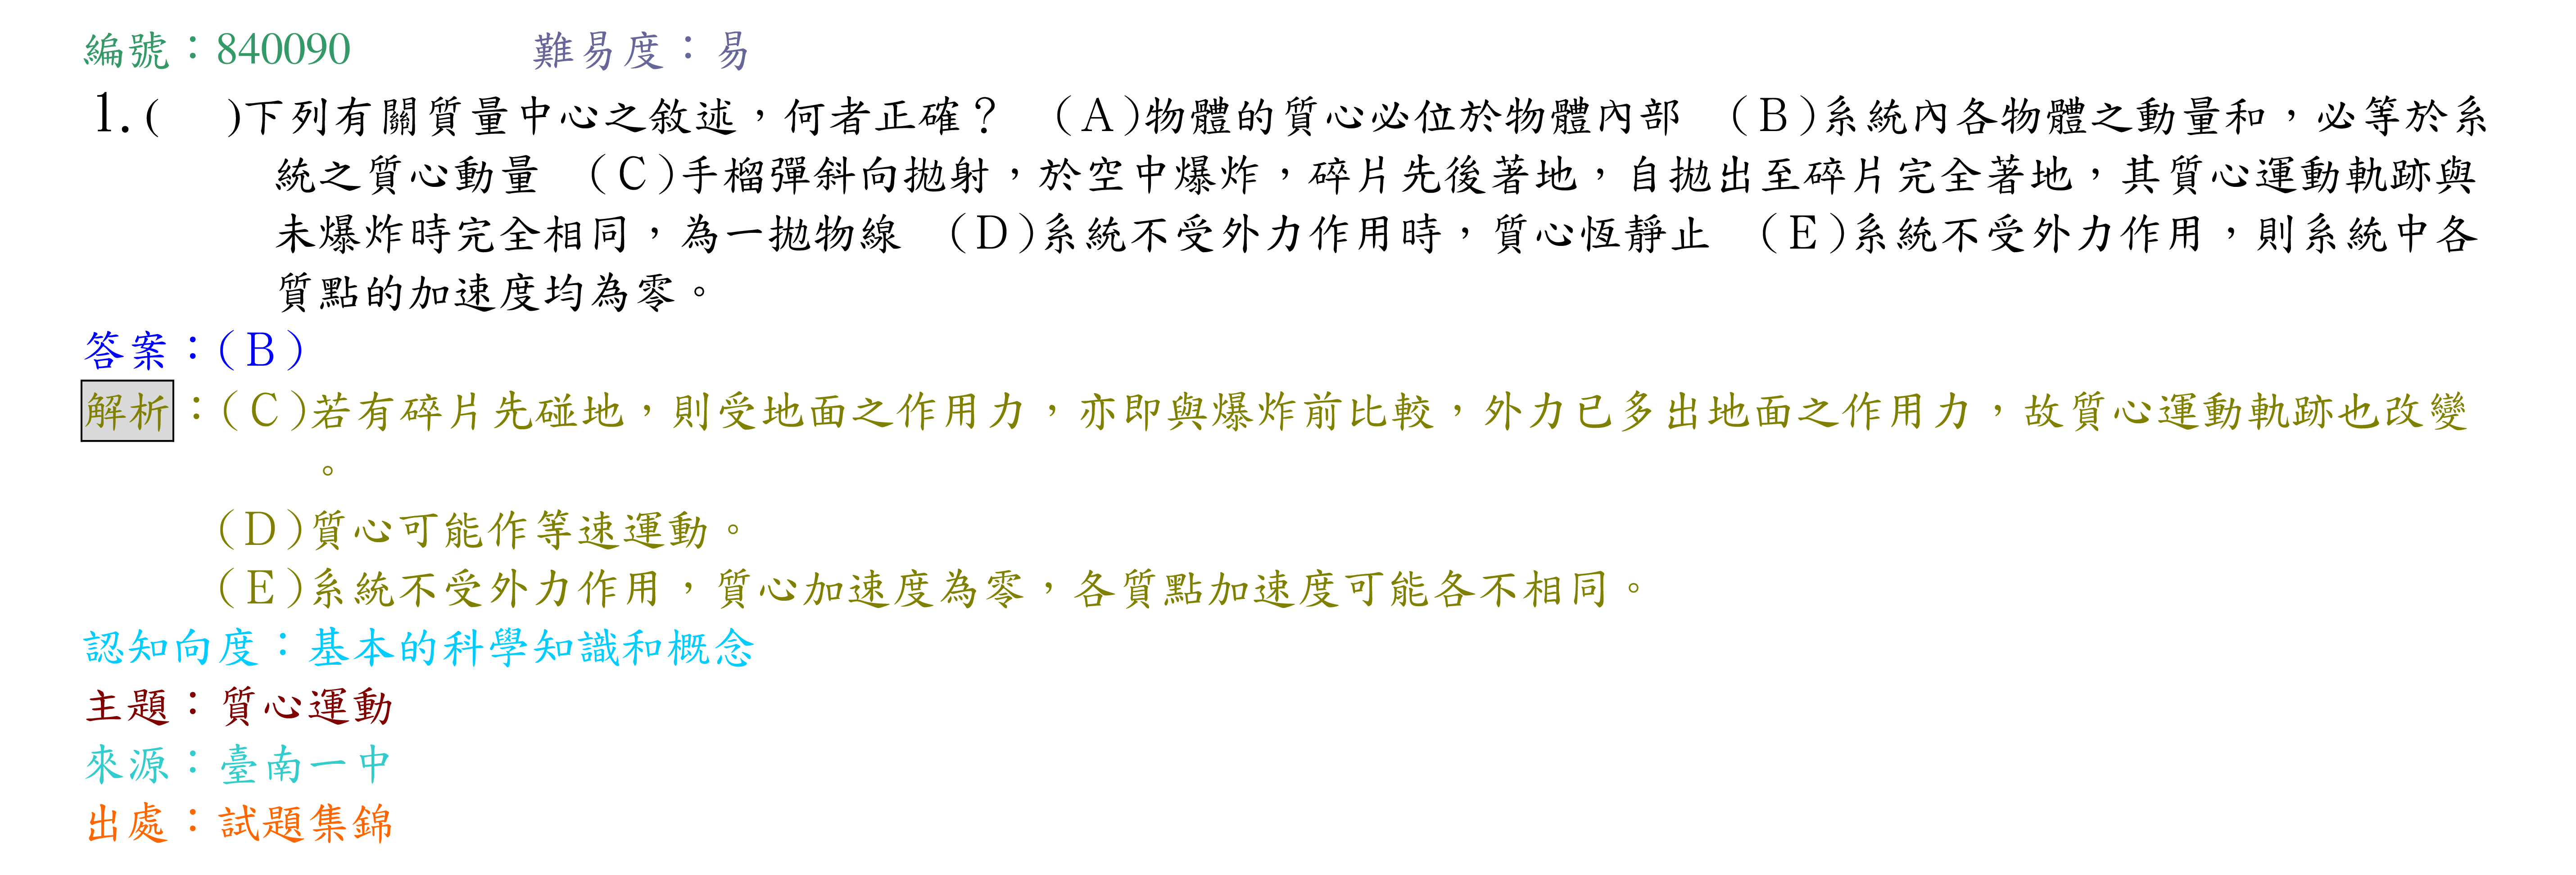 編號：840090　　　　難易度：易
1.(　)下列有關質量中心之敘述，何者正確？　（A)物體的質心必位於物體內部　（B)系統內各物體之動量和，必等於系
統之質心動量　（C)手榴彈斜向拋射，於空中爆炸，碎片先後著地，自拋出至碎片完全著地，其質心運動軌跡與
未爆炸時完全相同，為一拋物線　（D)系統不受外力作用時，質心恆靜止　（E)系統不受外力作用，則系統中各
質點的加速度均為零。
答案：(B)
解析：(C)若有碎片先碰地，則受地面之作用力，亦即與爆炸前比較，外力已多出地面之作用力，故質心運動軌跡也改變
。
(D)質心可能作等速運動。
(E)系統不受外力作用，質心加速度為零，各質點加速度可能各不相同。
認知向度：基本的科學知識和概念
主題：質心運動
來源：臺南一中
出處：試題集錦